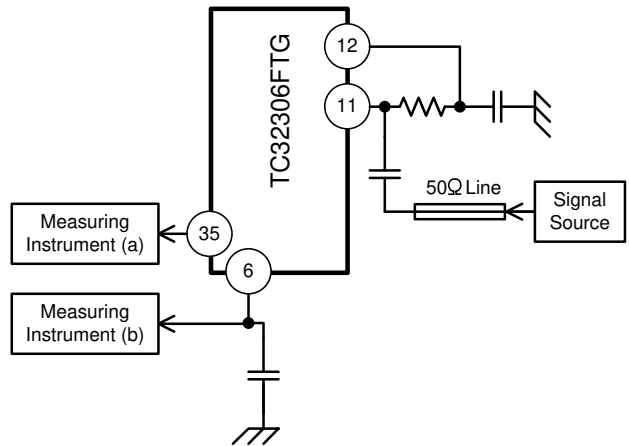 TC32306FTG
12
11
50Ω Line
Signal
Source
Measuring
Instrument (a)
35
6
Measuring
Instrument (b)